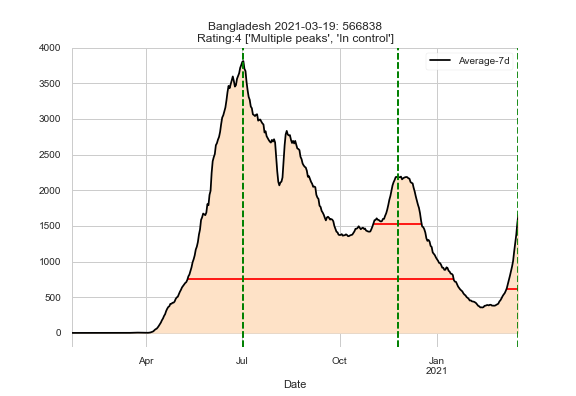 Bangladesh 2021-03-19: 566838
Rating:4 ['Multiple peaks', 'In control']
4000
3500
3000
2500
2000
1500
1000
500
0
Average-7d
Apr
Jul
Oct
Jan
2021
Date